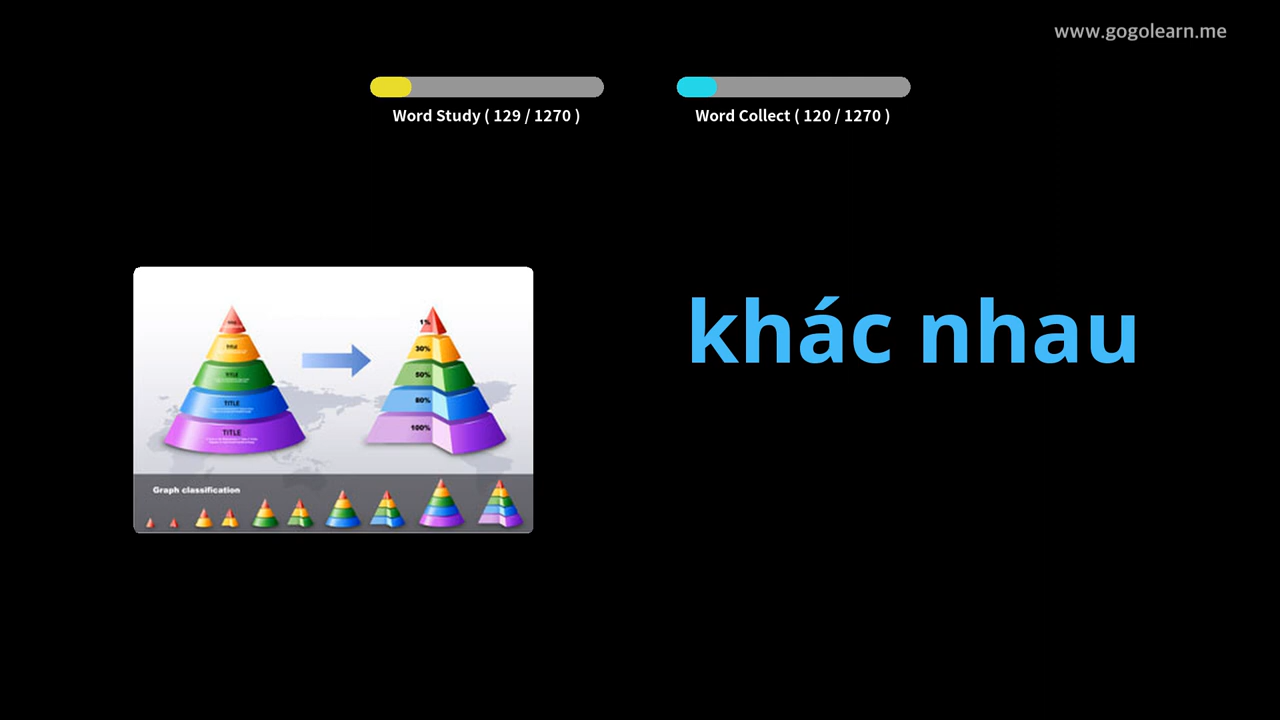 www.gogolearn.me
Word Study ( 129 / 1270 )
Word Collect ( 120 / 1270 )
khác nhau
TITLE
TITLE
TITLE
TITLE
1%
30%
50%
80%
100%
Graph classification